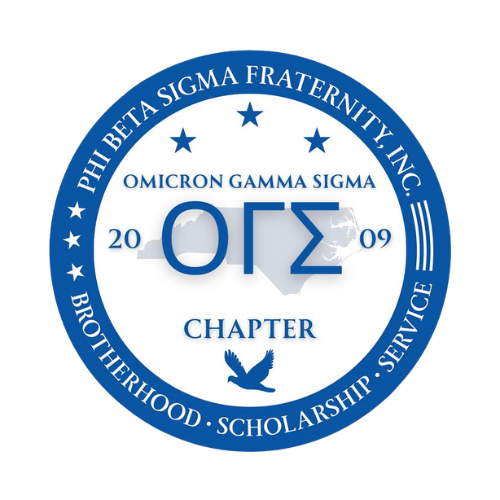 PHI BETA SIGMA FRATERNITY, INC.
OMICRON GAMMA SIGMA
20 ΟΓΣ 09
CHAPTER
BROTHERHOOD · SCHOLARSHIP · SERVICE